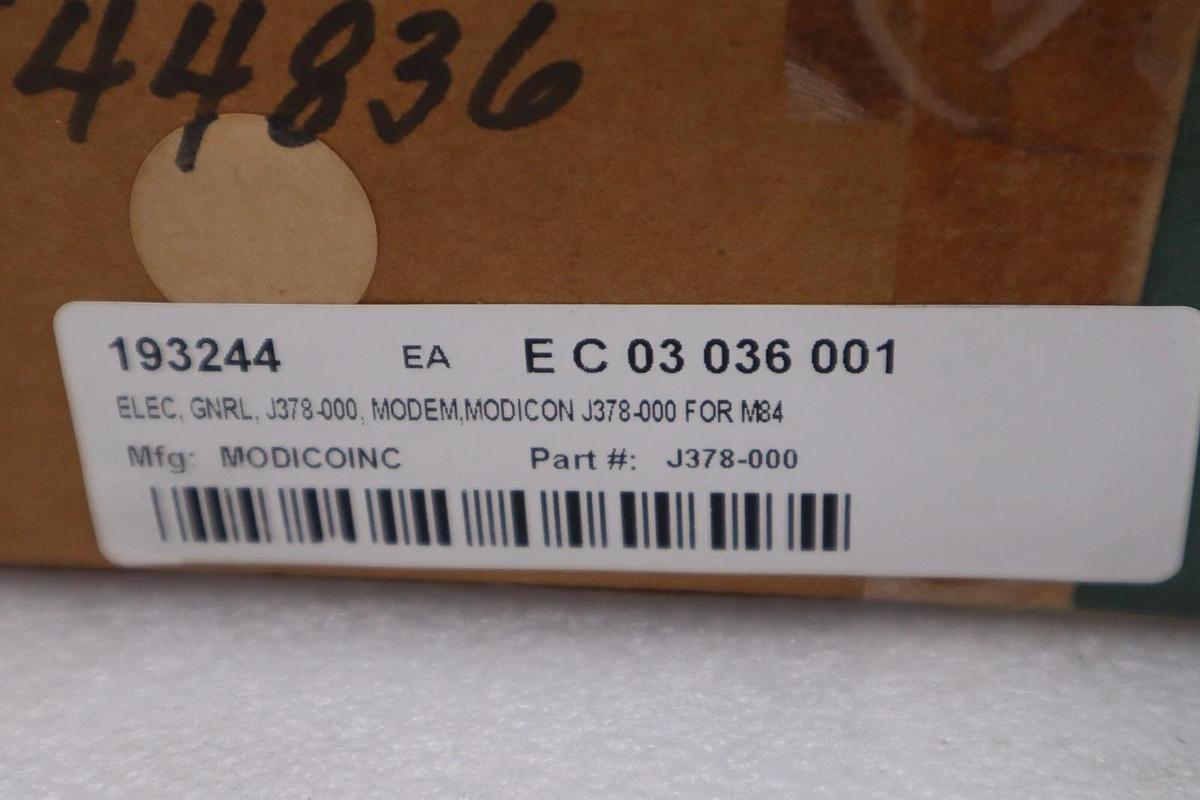 44836
193244 EA E C 03 036 001
ELEC, GNRL, J378-000, MODEM,MODICON J378-000 FOR M84
Mfg: MODICOINC Part #: J378-000